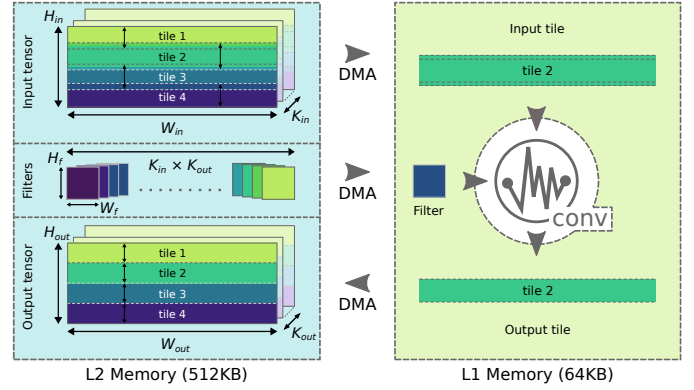 H_in
Input tensor
tile 1
tile 2
tile 3
tile 4
W_in
K_in
DMA
Filters
H_f
K_in × K_out
W_f
DMA
Output tensor
H_out
tile 1
tile 2
tile 3
tile 4
W_out
K_out
DMA
L2 Memory (512KB)
Input tile
tile 2
Filter
conv
tile 2
Output tile
L1 Memory (64KB)